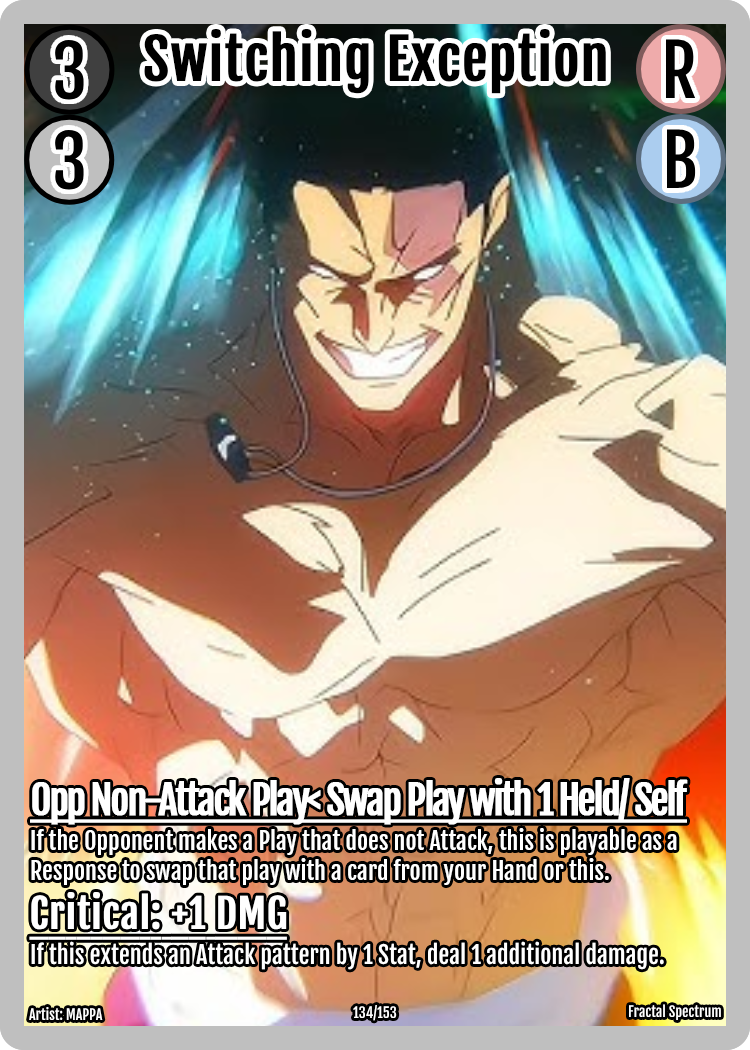 3 Switching Exception R
3 B
Opp Non-Attack Play< Swap Play with 1 Held/Self
If the Opponent makes a Play that does not Attack, this is playable as a
Response to swap that play with a card from your Hand or this.
Critical: +1 DMG
If this extends an Attack pattern by 1 Stat, deal 1 additional damage.
Artist: MAPPA 134/153 Fractal Spectrum